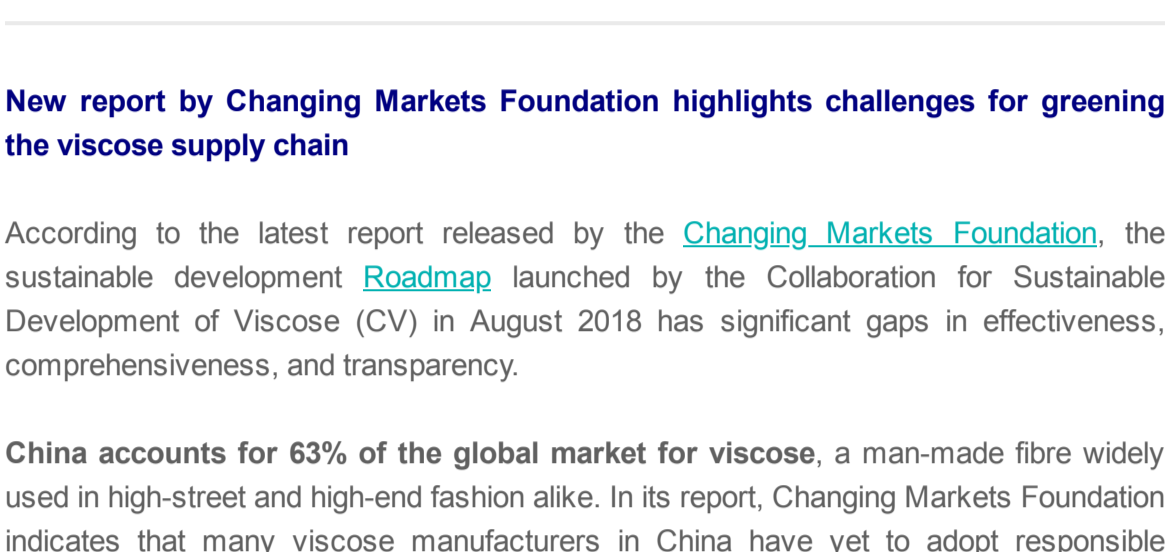 New report by Changing Markets Foundation highlights challenges for greening
the viscose supply chain
According to the latest report released by the Changing Markets Foundation, the
sustainable development Roadmap launched by the Collaboration for Sustainable
Development of Viscose (CV) in August 2018 has significant gaps in effectiveness,
comprehensiveness, and transparency.
China accounts for 63% of the global market for viscose, a man-made fibre widely
used in high-street and high-end fashion alike. In its report, Changing Markets Foundation
indicates that many viscose manufacturers in China have yet to adopt responsible